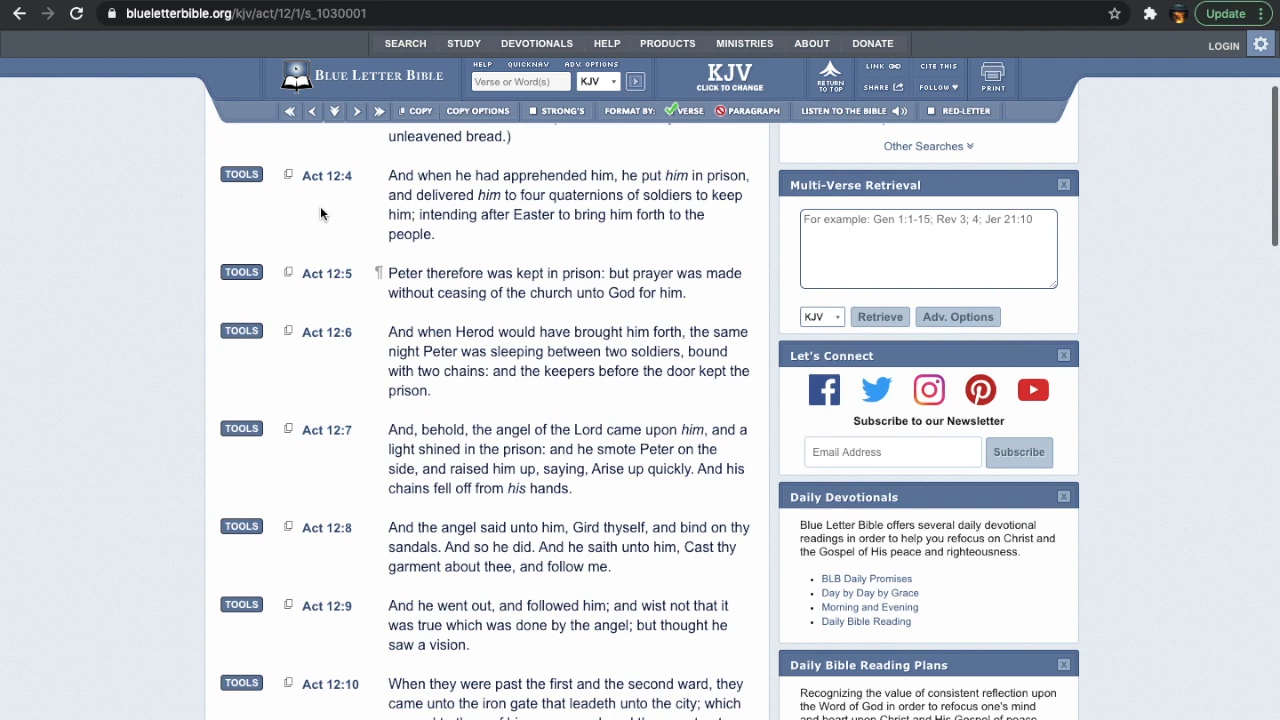 blueletterbible.org/kjv/act/12/1/s_1030001
Update
SEARCH STUDY DEVOTIONALS HELP PRODUCTS MINISTRIES ABOUT DONATE
LOGIN
BLUE LETTER BIBLE
HELP QUICKNAV ADV. OPTIONS
Verse or Word(s)
KJV
KJV
CLICK TO CHANGE
RETURN
TO TOP
LINK
CITE THIS
SHARE
FOLLOW
PRINT
COPY COPY OPTIONS STRONG'S FORMAT BY: VERSE PARAGRAPH LISTEN TO THE BIBLE RED-LETTER
unleavened bread.)
TOOLS Act 12:4 And when he had apprehended him, he put him in prison,
and delivered him to four quaternions of soldiers to keep
him; intending after Easter to bring him forth to the
people.
TOOLS Act 12:5 ¶ Peter therefore was kept in prison: but prayer was made
without ceasing of the church unto God for him.
TOOLS Act 12:6 And when Herod would have brought him forth, the same
night Peter was sleeping between two soldiers, bound
with two chains: and the keepers before the door kept the
prison.
TOOLS Act 12:7 And, behold, the angel of the Lord came upon him, and a
light shined in the prison: and he smote Peter on the
side, and raised him up, saying, Arise up quickly. And his
chains fell off from his hands.
TOOLS Act 12:8 And the angel said unto him, Gird thyself, and bind on thy
sandals. And so he did. And he saith unto him, Cast thy
garment about thee, and follow me.
TOOLS Act 12:9 And he went out, and followed him; and wist not that it
was true which was done by the angel; but thought he
saw a vision.
TOOLS Act 12:10 When they were past the first and the second ward, they
came unto the iron gate that leadeth unto the city; which
Other Searches
Multi-Verse Retrieval
For example: Gen 1:1-15; Rev 3; 4; Jer 21:10
KJV Retrieve Adv. Options
Let's Connect
Subscribe to our Newsletter
Email Address Subscribe
Daily Devotionals
Blue Letter Bible offers several daily devotional
readings in order to help you refocus on Christ and
the Gospel of His peace and righteousness.
BLB Daily Promises
Day by Day by Grace
Morning and Evening
Daily Bible Reading
Daily Bible Reading Plans
Recognizing the value of consistent reflection upon
the Word of God in order to refocus one's mind
and heart upon Christ and His Gospel of peace